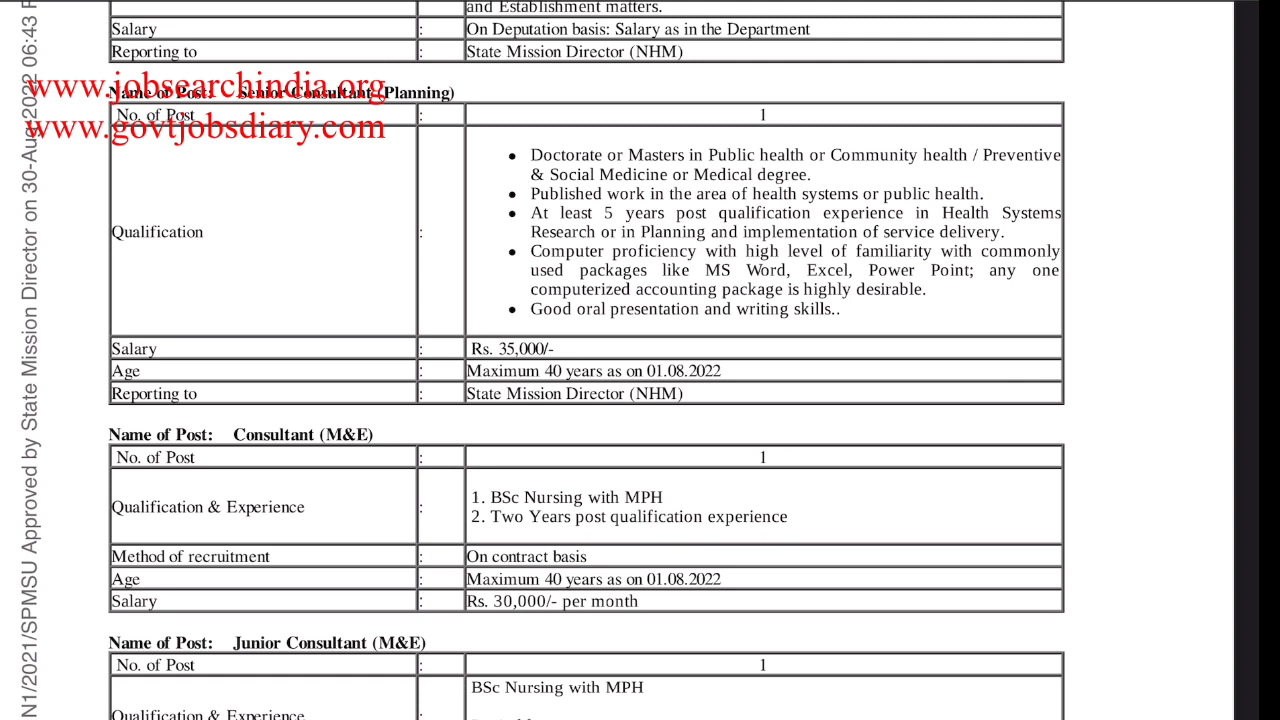 and Establishment matters.
Salary : On Deputation basis: Salary as in the Department
Reporting to : State Mission Director (NHM)
www.jobsearchindia.org
Name of Post: Senior Consultant (Planning)
No. of Post : 1
www.govtjobsdiary.com
Qualification :
• Doctorate or Masters in Public health or Community health / Preventive
& Social Medicine or Medical degree.
• Published work in the area of health systems or public health.
• At least 5 years post qualification experience in Health Systems
Research or in Planning and implementation of service delivery.
• Computer proficiency with high level of familiarity with commonly
used packages like MS Word, Excel, Power Point; any one
computerized accounting package is highly desirable.
• Good oral presentation and writing skills..
Salary : Rs. 35,000/-
Age : Maximum 40 years as on 01.08.2022
Reporting to : State Mission Director (NHM)
Name of Post: Consultant (M&E)
No. of Post : 1
Qualification & Experience :
1. BSc Nursing with MPH
2. Two Years post qualification experience
Method of recruitment : On contract basis
Age : Maximum 40 years as on 01.08.2022
Salary : Rs. 30,000/- per month
Name of Post: Junior Consultant (M&E)
No. of Post : 1
BSc Nursing with MPH
Qualification & Experience :
N1/2021/SPMSU Approved by State Mission Director on 30-Aug-2022 06:43